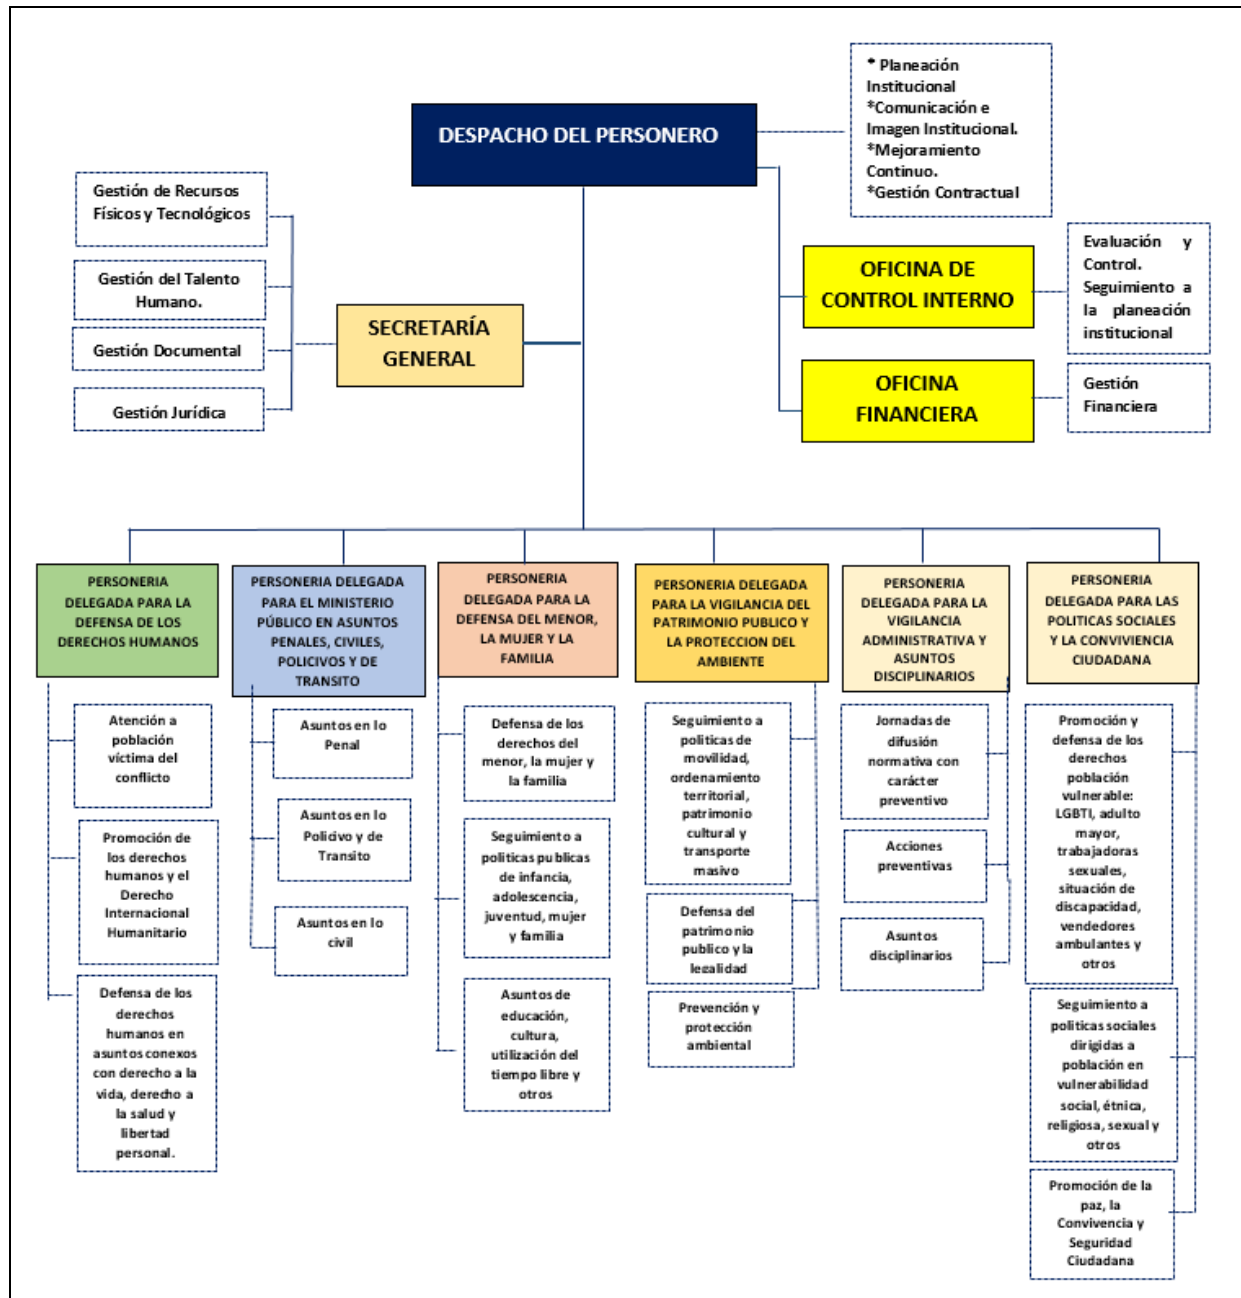 DESPACHO DEL PERSONERO
* Planeación
Institucional
*Comunicación e
Imagen Institucional.
*Mejoramiento
Continuo.
*Gestión Contractual
Gestión de Recursos
Físicos y Tecnológicos
Gestión del Talento
Humano.
Gestión Documental
Gestión Jurídica
SECRETARÍA
GENERAL
OFICINA DE
CONTROL INTERNO
Evaluación y
Control.
Seguimiento a
la planeación
institucional
OFICINA
FINANCIERA
Gestión
Financiera
PERSONERIA
DELEGADA PARA LA
DEFENSA DE LOS
DERECHOS HUMANOS
Atención a
población
víctima del
conflicto
Promoción de
los derechos
humanos y el
Derecho
Internacional
Humanitario
Defensa de los
derechos
humanos en
asuntos conexos
con derecho a la
vida, derecho a
la salud y
libertad
personal.
PERSONERIA DELEGADA
PARA EL MINISTERIO
PÚBLICO EN ASUNTOS
PENALES, CIVILES,
POLICIVOS Y DE
TRANSITO
Asuntos en lo
Penal
Asuntos en lo
Policivo y de
Transito
Asuntos en lo
civil
PERSONERIA
DELEGADA PARA LA
DEFENSA DEL MENOR,
LA MUJER Y LA
FAMILIA
Defensa de los
derechos del
menor, la mujer y
la familia
Seguimiento a
politicas publicas
de infancia,
adolescencia,
juventud, mujer
y familia
Asuntos de
educación,
cultura,
utilización del
tiempo libre y
otros
PERSONERIA DELEGADA
PARA LA VIGILANCIA DEL
PATRIMONIO PUBLICO Y
LA PROTECCION DEL
AMBIENTE
Seguimiento a
politicas de
movilidad,
ordenamiento
territorial,
patrimonio
cultural y
transporte
masivo
Defensa del
patrimonio
publico y la
legalidad
Prevención y
protección
ambiental
PERSONERIA
DELEGADA PARA LA
VIGILANCIA
ADMINISTRATIVA Y
ASUNTOS
DISCIPLINARIOS
Jornadas de
difusión
normativa con
carácter
preventivo
Acciones
preventivas
Asuntos
disciplinarios
PERSONERIA
DELEGADA PARA LAS
POLITICAS SOCIALES
Y LA CONVIVIENCIA
CIUDADANA
Promoción y
defensa de los
derechos
población
vulnerable:
LGBTI, adulto
mayor,
trabajadoras
sexuales,
situación de
discapacidad,
vendedores
ambulantes y
otros
Seguimiento a
politicas sociales
dirigidas a
población en
vulnerabilidad
social, étnica,
religiosa, sexual y
otros
Promoción de la
paz, la
Convivencia y
Seguridad
Ciudadana